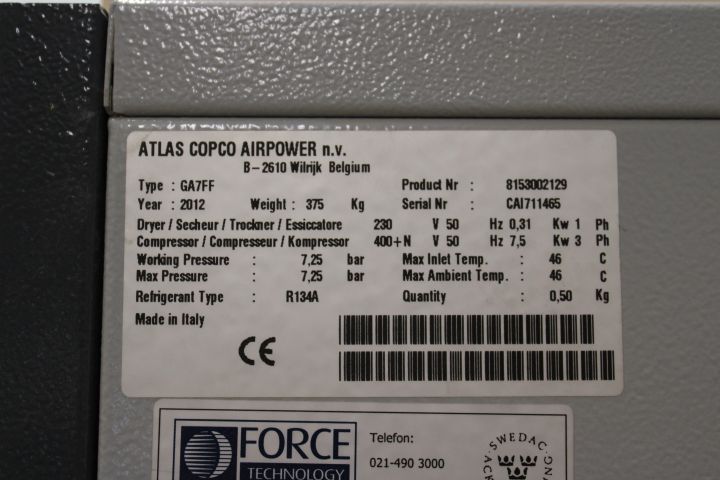 ATLAS COPCO AIRPOWER n.v.
B-2610 Wilrijk Belgium
Type : GA7FF Product Nr : 8153002129
Year : 2012 Weight : 375 Kg Serial Nr : CAI711465
Dryer / Secheur / Trockner / Essiccatore 230 V 50 Hz 0,31 Kw 1 Ph
Compressor / Compresseur / Kompressor 400+N V 50 Hz 7,5 Kw 3 Ph
Working Pressure : 7,25 bar Max Inlet Temp. : 46 C
Max Pressure : 7,25 bar Max Ambient Temp. : 46 C
Refrigerant Type : R134A Quantity : 0,50 Kg
Made in Italy
CE
FORCE
TECHNOLOGY
Telefon:
021-490 3000
SWEDAC